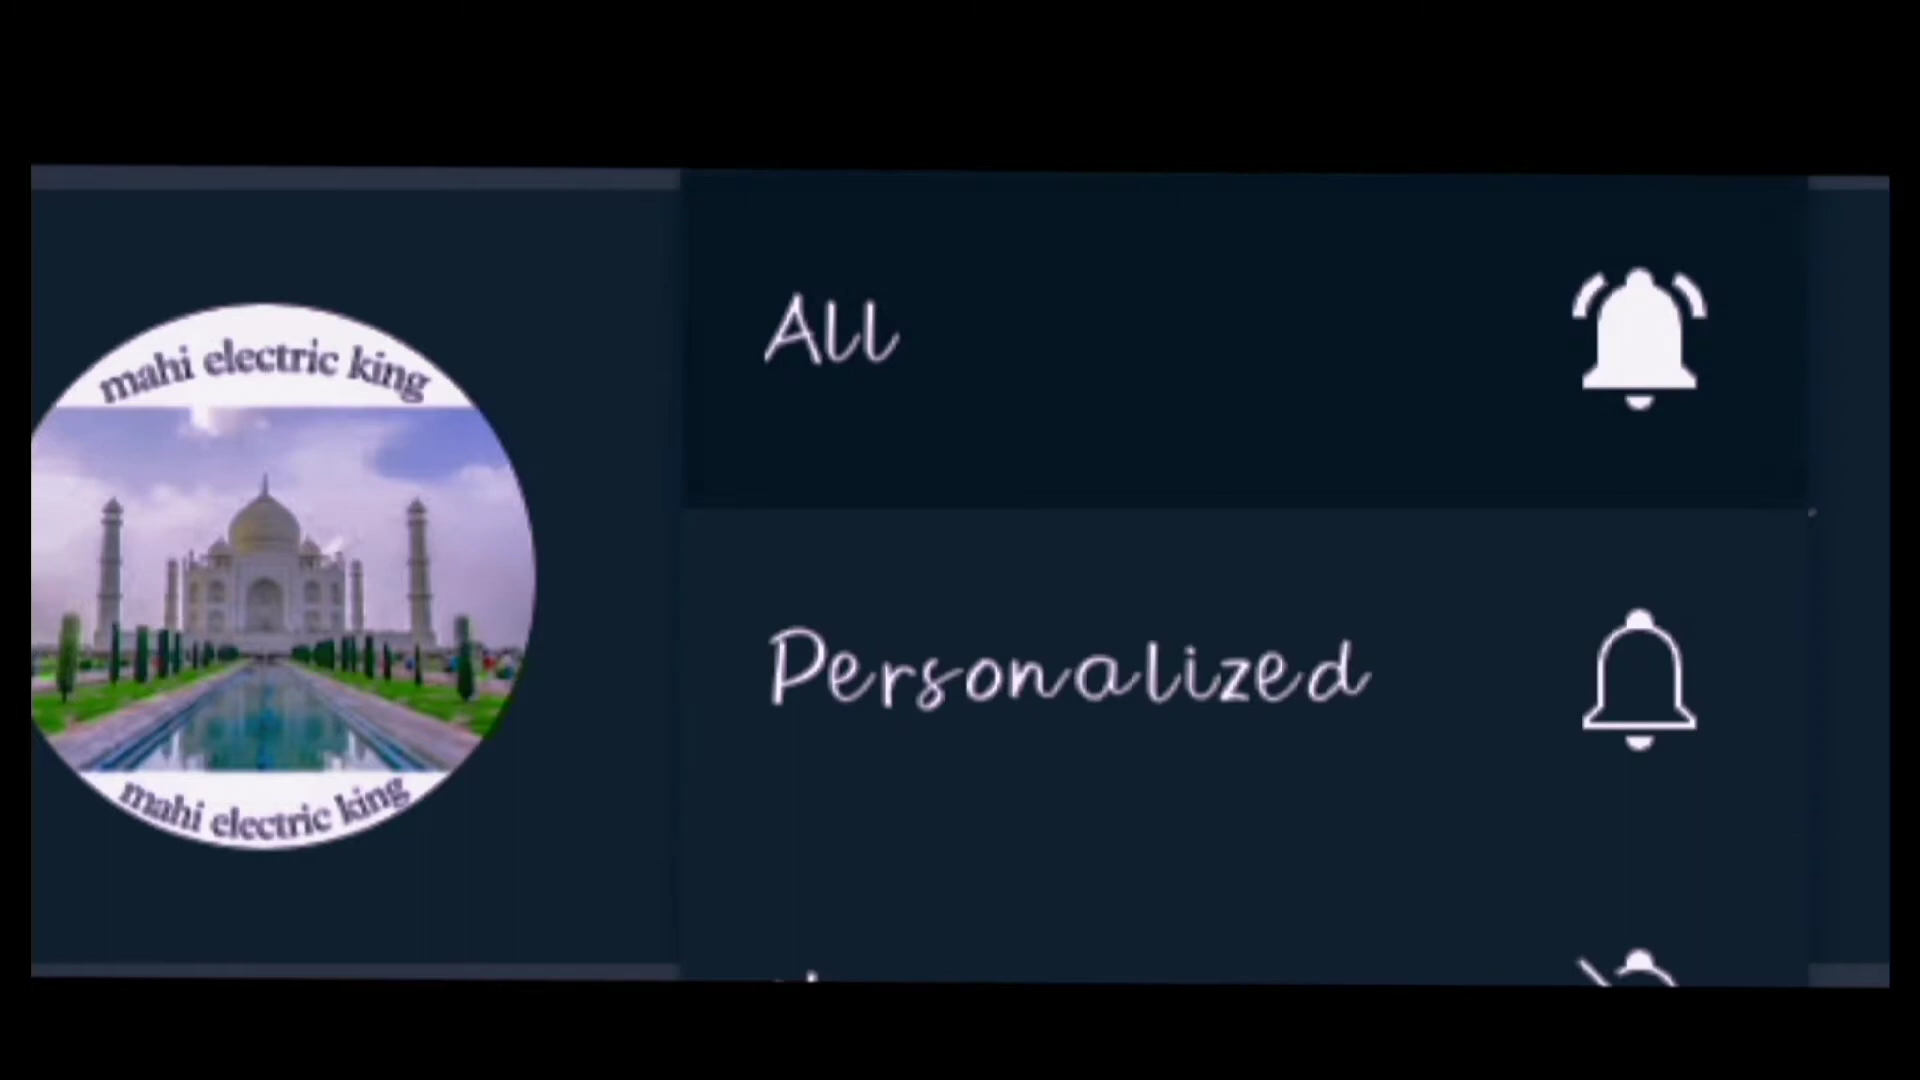 mahi electric king
mahi electric king
All
Personalized